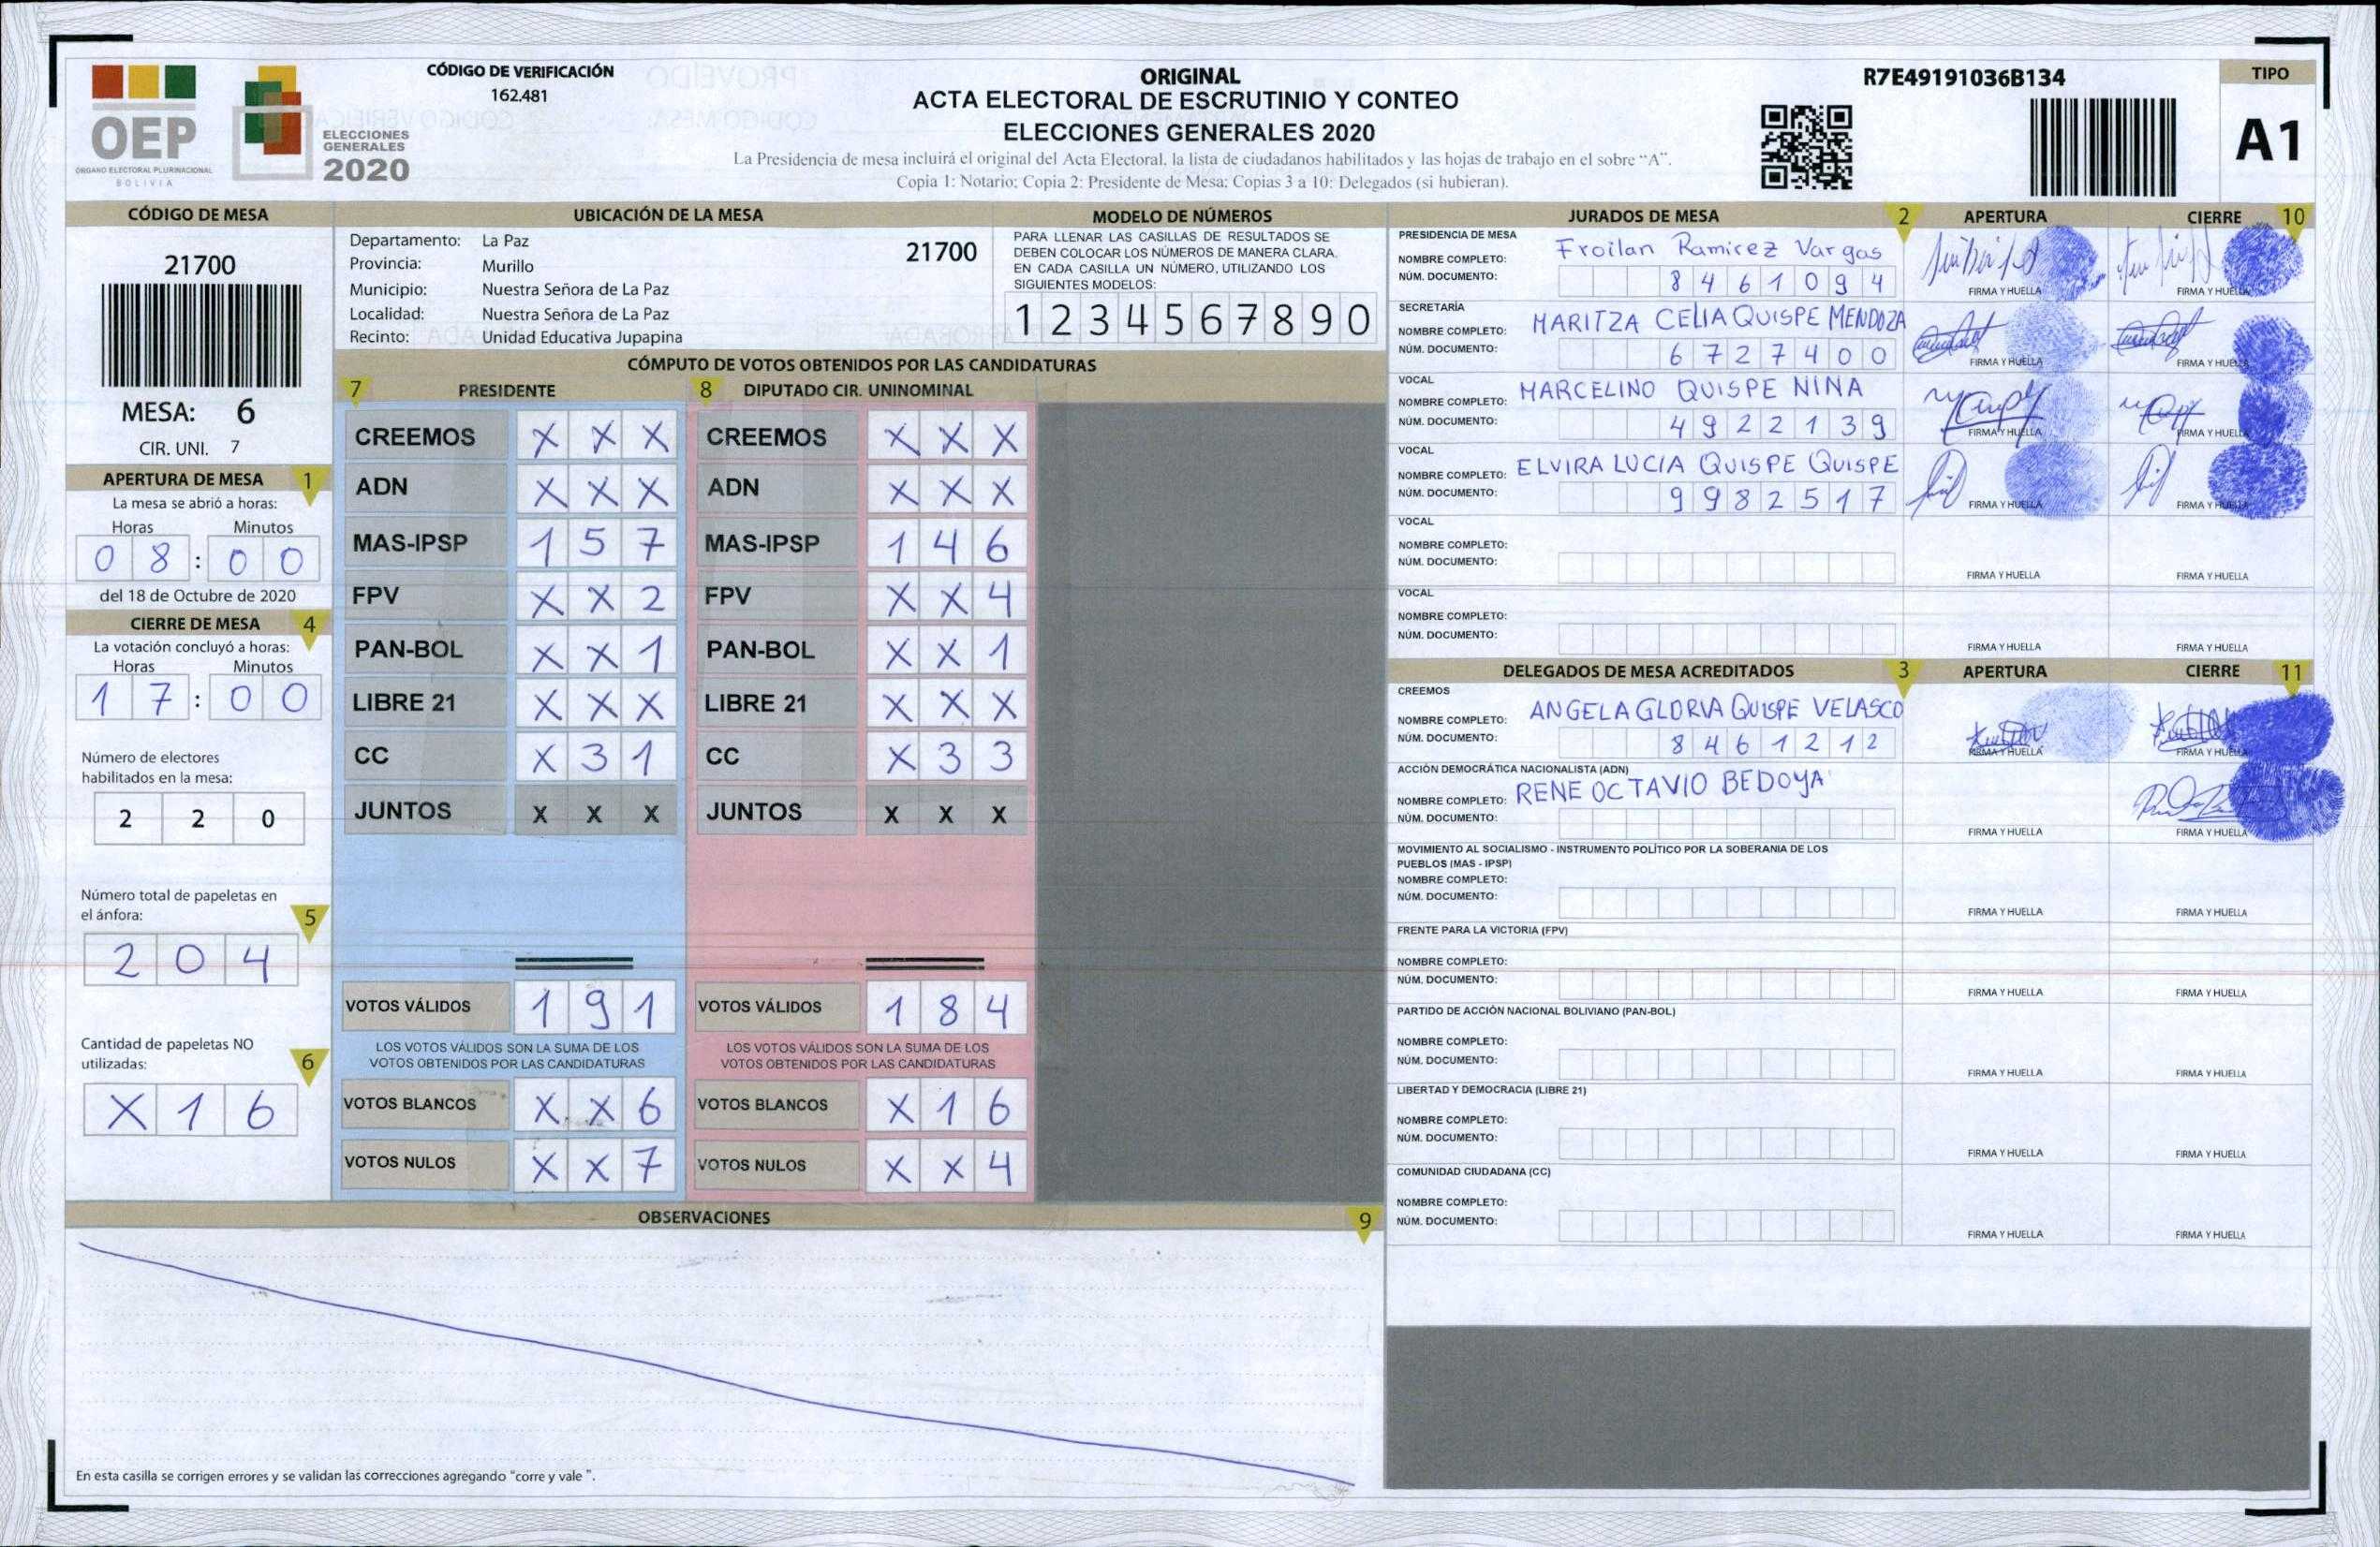 OEP
ÓRGANO ELECTORAL PLURINACIONAL
BOLIVIA
ELECCIONES
GENERALES
2020
CÓDIGO DE VERIFICACIÓN
162.481
ORIGINAL
ACTA ELECTORAL DE ESCRUTINIO Y CONTEO
ELECCIONES GENERALES 2020
La Presidencia de mesa incluirá el original del Acta Electoral, la lista de ciudadanos habilitados y las hojas de trabajo en el sobre “A”.
Copia 1: Notario; Copia 2: Presidente de Mesa; Copias 3 a 10: Delegados (si hubieran).
R7E49191036B134
TIPO
A1
CÓDIGO DE MESA
21700
MESA: 6
CIR. UNI. 7
APERTURA DE MESA 1
La mesa se abrió a horas:
Horas Minutos
0 8 : 0 0
del 18 de Octubre de 2020
CIERRE DE MESA 4
La votación concluyó a horas:
Horas Minutos
1 7 : 0 0
Número de electores
habilitados en la mesa:
2 2 0
Número total de papeletas en
el ánfora: 5
2 0 4
Cantidad de papeletas NO
utilizadas: 6
X 1 6
UBICACIÓN DE LA MESA
Departamento: La Paz 21700
Provincia: Murillo
Municipio: Nuestra Señora de La Paz
Localidad: Nuestra Señora de La Paz
Recinto: Unidad Educativa Jupapina
MODELO DE NÚMEROS
PARA LLENAR LAS CASILLAS DE RESULTADOS SE
DEBEN COLOCAR LOS NÚMEROS DE MANERA CLARA.
EN CADA CASILLA UN NÚMERO, UTILIZANDO LOS
SIGUIENTES MODELOS:
1 2 3 4 5 6 7 8 9 0
CÓMPUTO DE VOTOS OBTENIDOS POR LAS CANDIDATURAS
7 PRESIDENTE 8 DIPUTADO CIR. UNINOMINAL
CREEMOS X X X CREEMOS X X X
ADN X X X ADN X X X
MAS-IPSP 1 5 7 MAS-IPSP 1 4 6
FPV X X 2 FPV X X 4
PAN-BOL X X 1 PAN-BOL X X 1
LIBRE 21 X X X LIBRE 21 X X X
CC X 3 1 CC X 3 3
JUNTOS X X X JUNTOS X X X
VOTOS VÁLIDOS 1 9 1 VOTOS VÁLIDOS 1 8 4
LOS VOTOS VÁLIDOS SON LA SUMA DE LOS LOS VOTOS VÁLIDOS SON LA SUMA DE LOS
VOTOS OBTENIDOS POR LAS CANDIDATURAS VOTOS OBTENIDOS POR LAS CANDIDATURAS
VOTOS BLANCOS X X 6 VOTOS BLANCOS X 1 6
VOTOS NULOS X X 7 VOTOS NULOS X X 4
OBSERVACIONES 9
En esta casilla se corrigen errores y se validan las correcciones agregando "corre y vale ".
JURADOS DE MESA 2 APERTURA CIERRE 10
PRESIDENCIA DE MESA
NOMBRE COMPLETO: Froilan Ramirez Vargas
NÚM. DOCUMENTO: 8 4 6 1 0 9 4
FIRMA Y HUELLA FIRMA Y HUELLA
SECRETARÍA
NOMBRE COMPLETO: MARITZA CELIA QUISPE MENDOZA
NÚM. DOCUMENTO: 6 7 2 7 4 0 0
FIRMA Y HUELLA FIRMA Y HUELLA
VOCAL
NOMBRE COMPLETO: MARCELINO QUISPE NINA
NÚM. DOCUMENTO: 4 9 2 2 1 3 9
FIRMA Y HUELLA FIRMA Y HUELLA
VOCAL
NOMBRE COMPLETO: ELVIRA LUCIA QUISPE QUISPE
NÚM. DOCUMENTO: 9 9 8 2 5 1 7
FIRMA Y HUELLA FIRMA Y HUELLA
VOCAL
NOMBRE COMPLETO:
NÚM. DOCUMENTO:
FIRMA Y HUELLA FIRMA Y HUELLA
VOCAL
NOMBRE COMPLETO:
NÚM. DOCUMENTO:
FIRMA Y HUELLA FIRMA Y HUELLA
DELEGADOS DE MESA ACREDITADOS 3 APERTURA CIERRE 11
CREEMOS
NOMBRE COMPLETO: ANGELA GLORIA QUISPE VELASCO
NÚM. DOCUMENTO: 8 4 6 1 2 1 2
FIRMA Y HUELLA FIRMA Y HUELLA
ACCIÓN DEMOCRÁTICA NACIONALISTA (ADN)
NOMBRE COMPLETO: RENE OCTAVIO BEDOYA
NÚM. DOCUMENTO:
FIRMA Y HUELLA FIRMA Y HUELLA
MOVIMIENTO AL SOCIALISMO - INSTRUMENTO POLÍTICO POR LA SOBERANIA DE LOS
PUEBLOS (MAS - IPSP)
NOMBRE COMPLETO:
NÚM. DOCUMENTO:
FIRMA Y HUELLA FIRMA Y HUELLA
FRENTE PARA LA VICTORIA (FPV)
NOMBRE COMPLETO:
NÚM. DOCUMENTO:
FIRMA Y HUELLA FIRMA Y HUELLA
PARTIDO DE ACCIÓN NACIONAL BOLIVIANO (PAN-BOL)
NOMBRE COMPLETO:
NÚM. DOCUMENTO:
FIRMA Y HUELLA FIRMA Y HUELLA
LIBERTAD Y DEMOCRACIA (LIBRE 21)
NOMBRE COMPLETO:
NÚM. DOCUMENTO:
FIRMA Y HUELLA FIRMA Y HUELLA
COMUNIDAD CIUDADANA (CC)
NOMBRE COMPLETO:
NÚM. DOCUMENTO:
FIRMA Y HUELLA FIRMA Y HUELLA